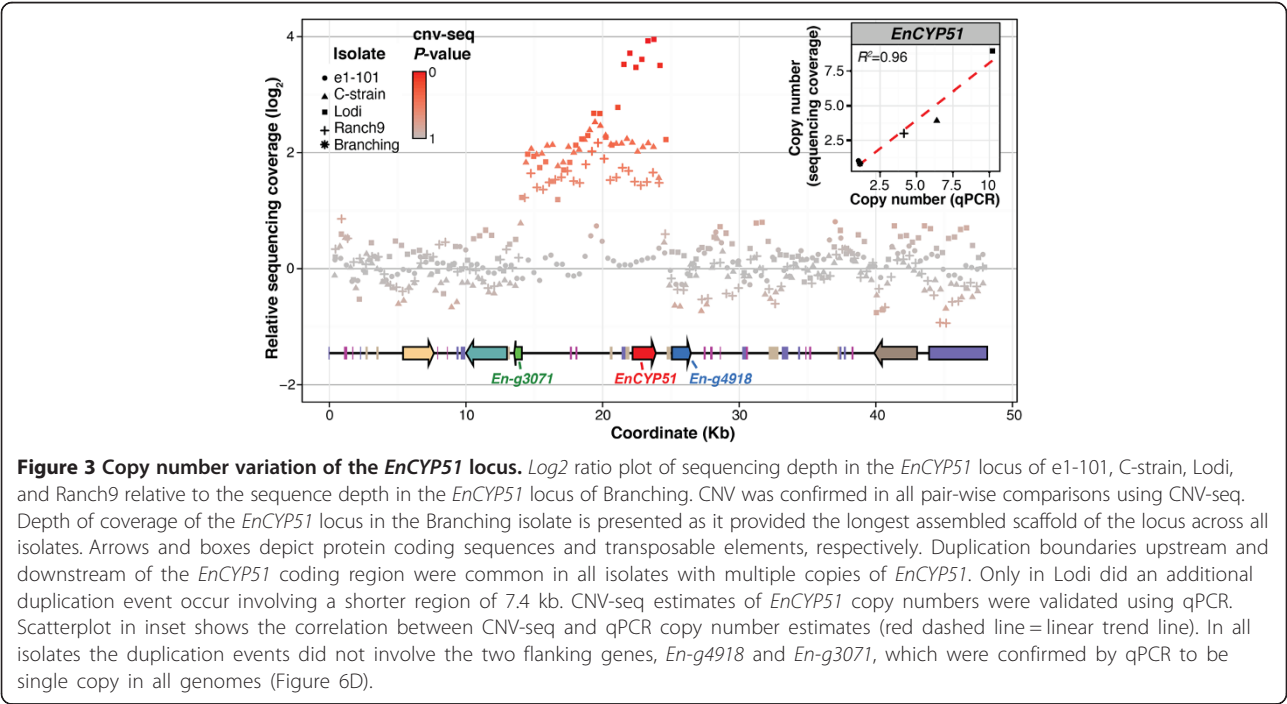 Isolate
e1-101
C-strain
Lodi
Ranch9
Branching
cnv-seq
P-value
0
1
EnCYP51
R²=0.96
Copy number
(sequencing coverage)
7.5
5.0
2.5
2.5
5.0
7.5
10
Copy number (qPCR)
Relative sequencing coverage (log2)
4
2
0
−2
En-g3071
EnCYP51
En-g4918
0
10
20
30
40
50
Coordinate (Kb)
Figure 3 Copy number variation of the EnCYP51 locus. Log2 ratio plot of sequencing depth in the EnCYP51 locus of e1-101, C-strain, Lodi,
and Ranch9 relative to the sequence depth in the EnCYP51 locus of Branching. CNV was confirmed in all pair-wise comparisons using CNV-seq.
Depth of coverage of the EnCYP51 locus in the Branching isolate is presented as it provided the longest assembled scaffold of the locus across all
isolates. Arrows and boxes depict protein coding sequences and transposable elements, respectively. Duplication boundaries upstream and
downstream of the EnCYP51 coding region were common in all isolates with multiple copies of EnCYP51. Only in Lodi did an additional
duplication event occur involving a shorter region of 7.4 kb. CNV-seq estimates of EnCYP51 copy numbers were validated using qPCR.
Scatterplot in inset shows the correlation between CNV-seq and qPCR copy number estimates (red dashed line = linear trend line). In all
isolates the duplication events did not involve the two flanking genes, En-g4918 and En-g3071, which were confirmed by qPCR to be
single copy in all genomes (Figure 6D).